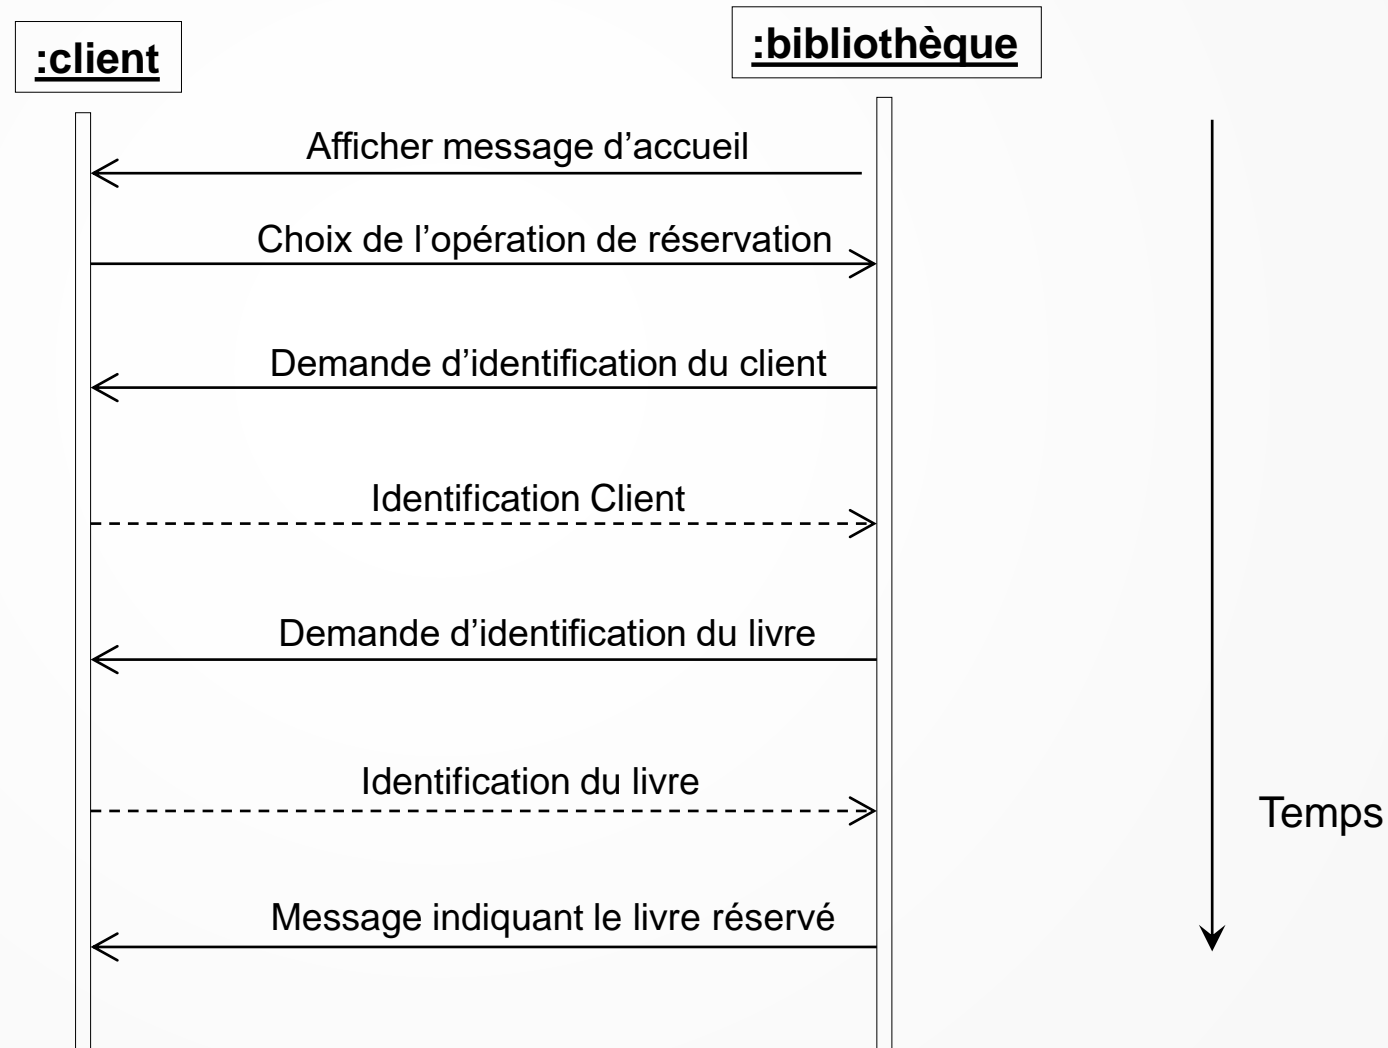 :client
:bibliothèque
Afficher message d’accueil
Choix de l’opération de réservation
Demande d’identification du client
Identification Client
Demande d’identification du livre
Identification du livre
Temps
Message indiquant le livre réservé